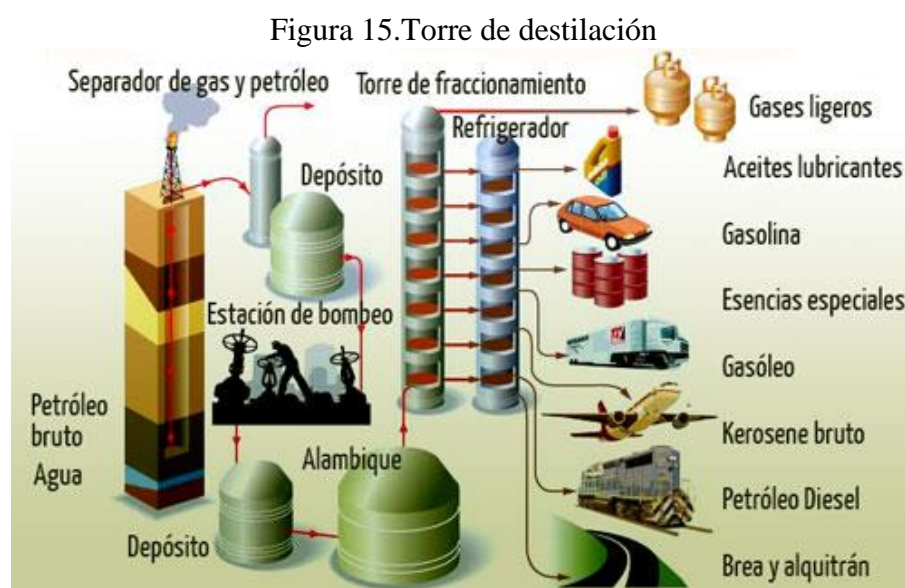 Figura 15.Torre de destilación
Separador de gas y petróleo
Torre de fraccionamiento
Gases ligeros
Refrigerador
Aceites lubricantes
Depósito
Gasolina
Esencias especiales
Estación de bombeo
Gasóleo
Petróleo
bruto
Kerosene bruto
Agua
Alambique
Petróleo Diesel
Depósito
Brea y alquitrán